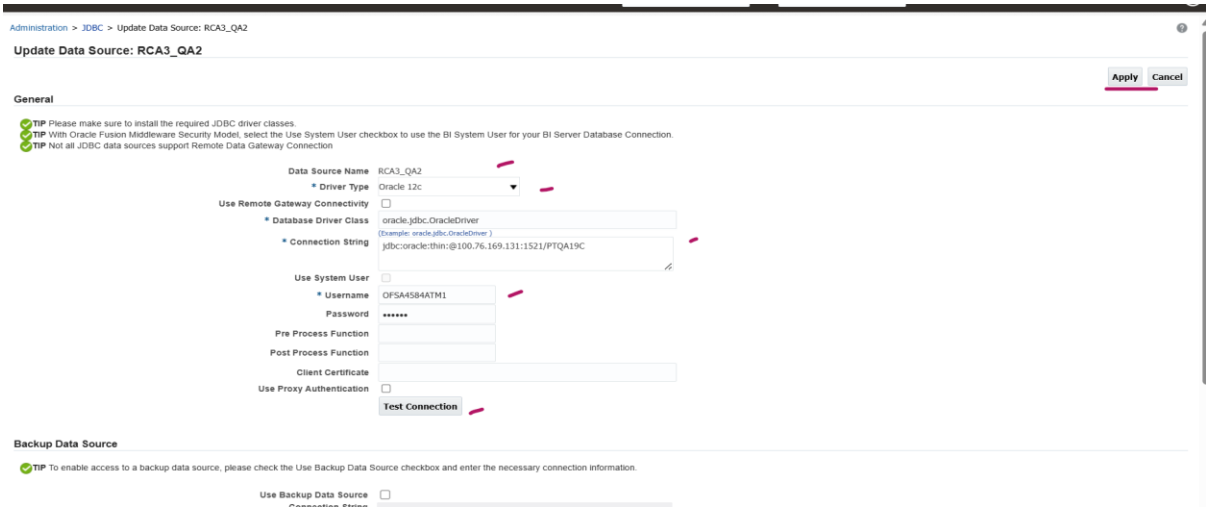 Administration > JDBC > Update Data Source: RCA3_QA2
Update Data Source: RCA3_QA2
Apply Cancel
General
TIP Please make sure to install the required JDBC driver classes.
TIP With Oracle Fusion Middleware Security Model, select the Use System User checkbox to use the BI System User for your BI Server Database Connection.
TIP Not all JDBC data sources support Remote Data Gateway Connection
Data Source Name RCA3_QA2
* Driver Type Oracle 12c
Use Remote Gateway Connectivity
* Database Driver Class oracle.jdbc.OracleDriver
(Example: oracle.jdbc.OracleDriver )
* Connection String jdbc:oracle:thin:@100.76.169.131:1521/PTQA19C
Use System User
* Username OFSA4584ATM1
Password ••••••
Pre Process Function
Post Process Function
Client Certificate
Use Proxy Authentication
Test Connection
Backup Data Source
TIP To enable access to a backup data source, please check the Use Backup Data Source checkbox and enter the necessary connection information.
Use Backup Data Source
Connection String